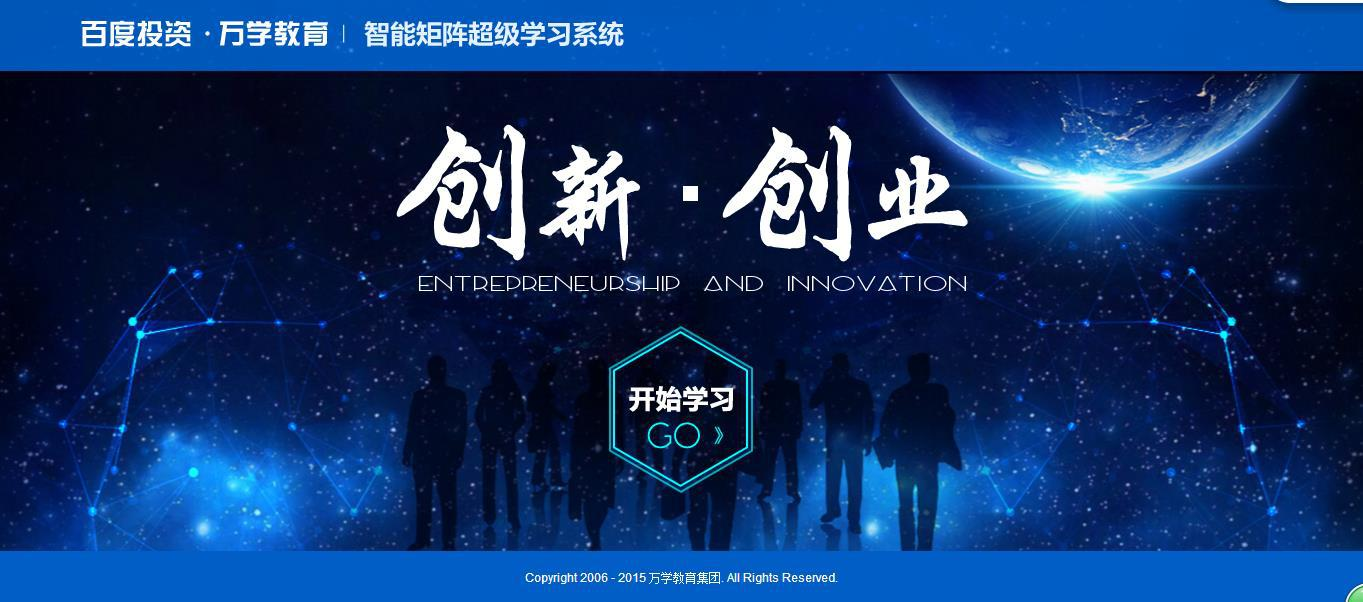 百度投资·万学教育 | 智能矩阵超级学习系统
创新·创业
ENTREPRENEURSHIP AND INNOVATION
开始学习
GO 》
Copyright 2006 - 2015 万学教育集团. All Rights Reserved.